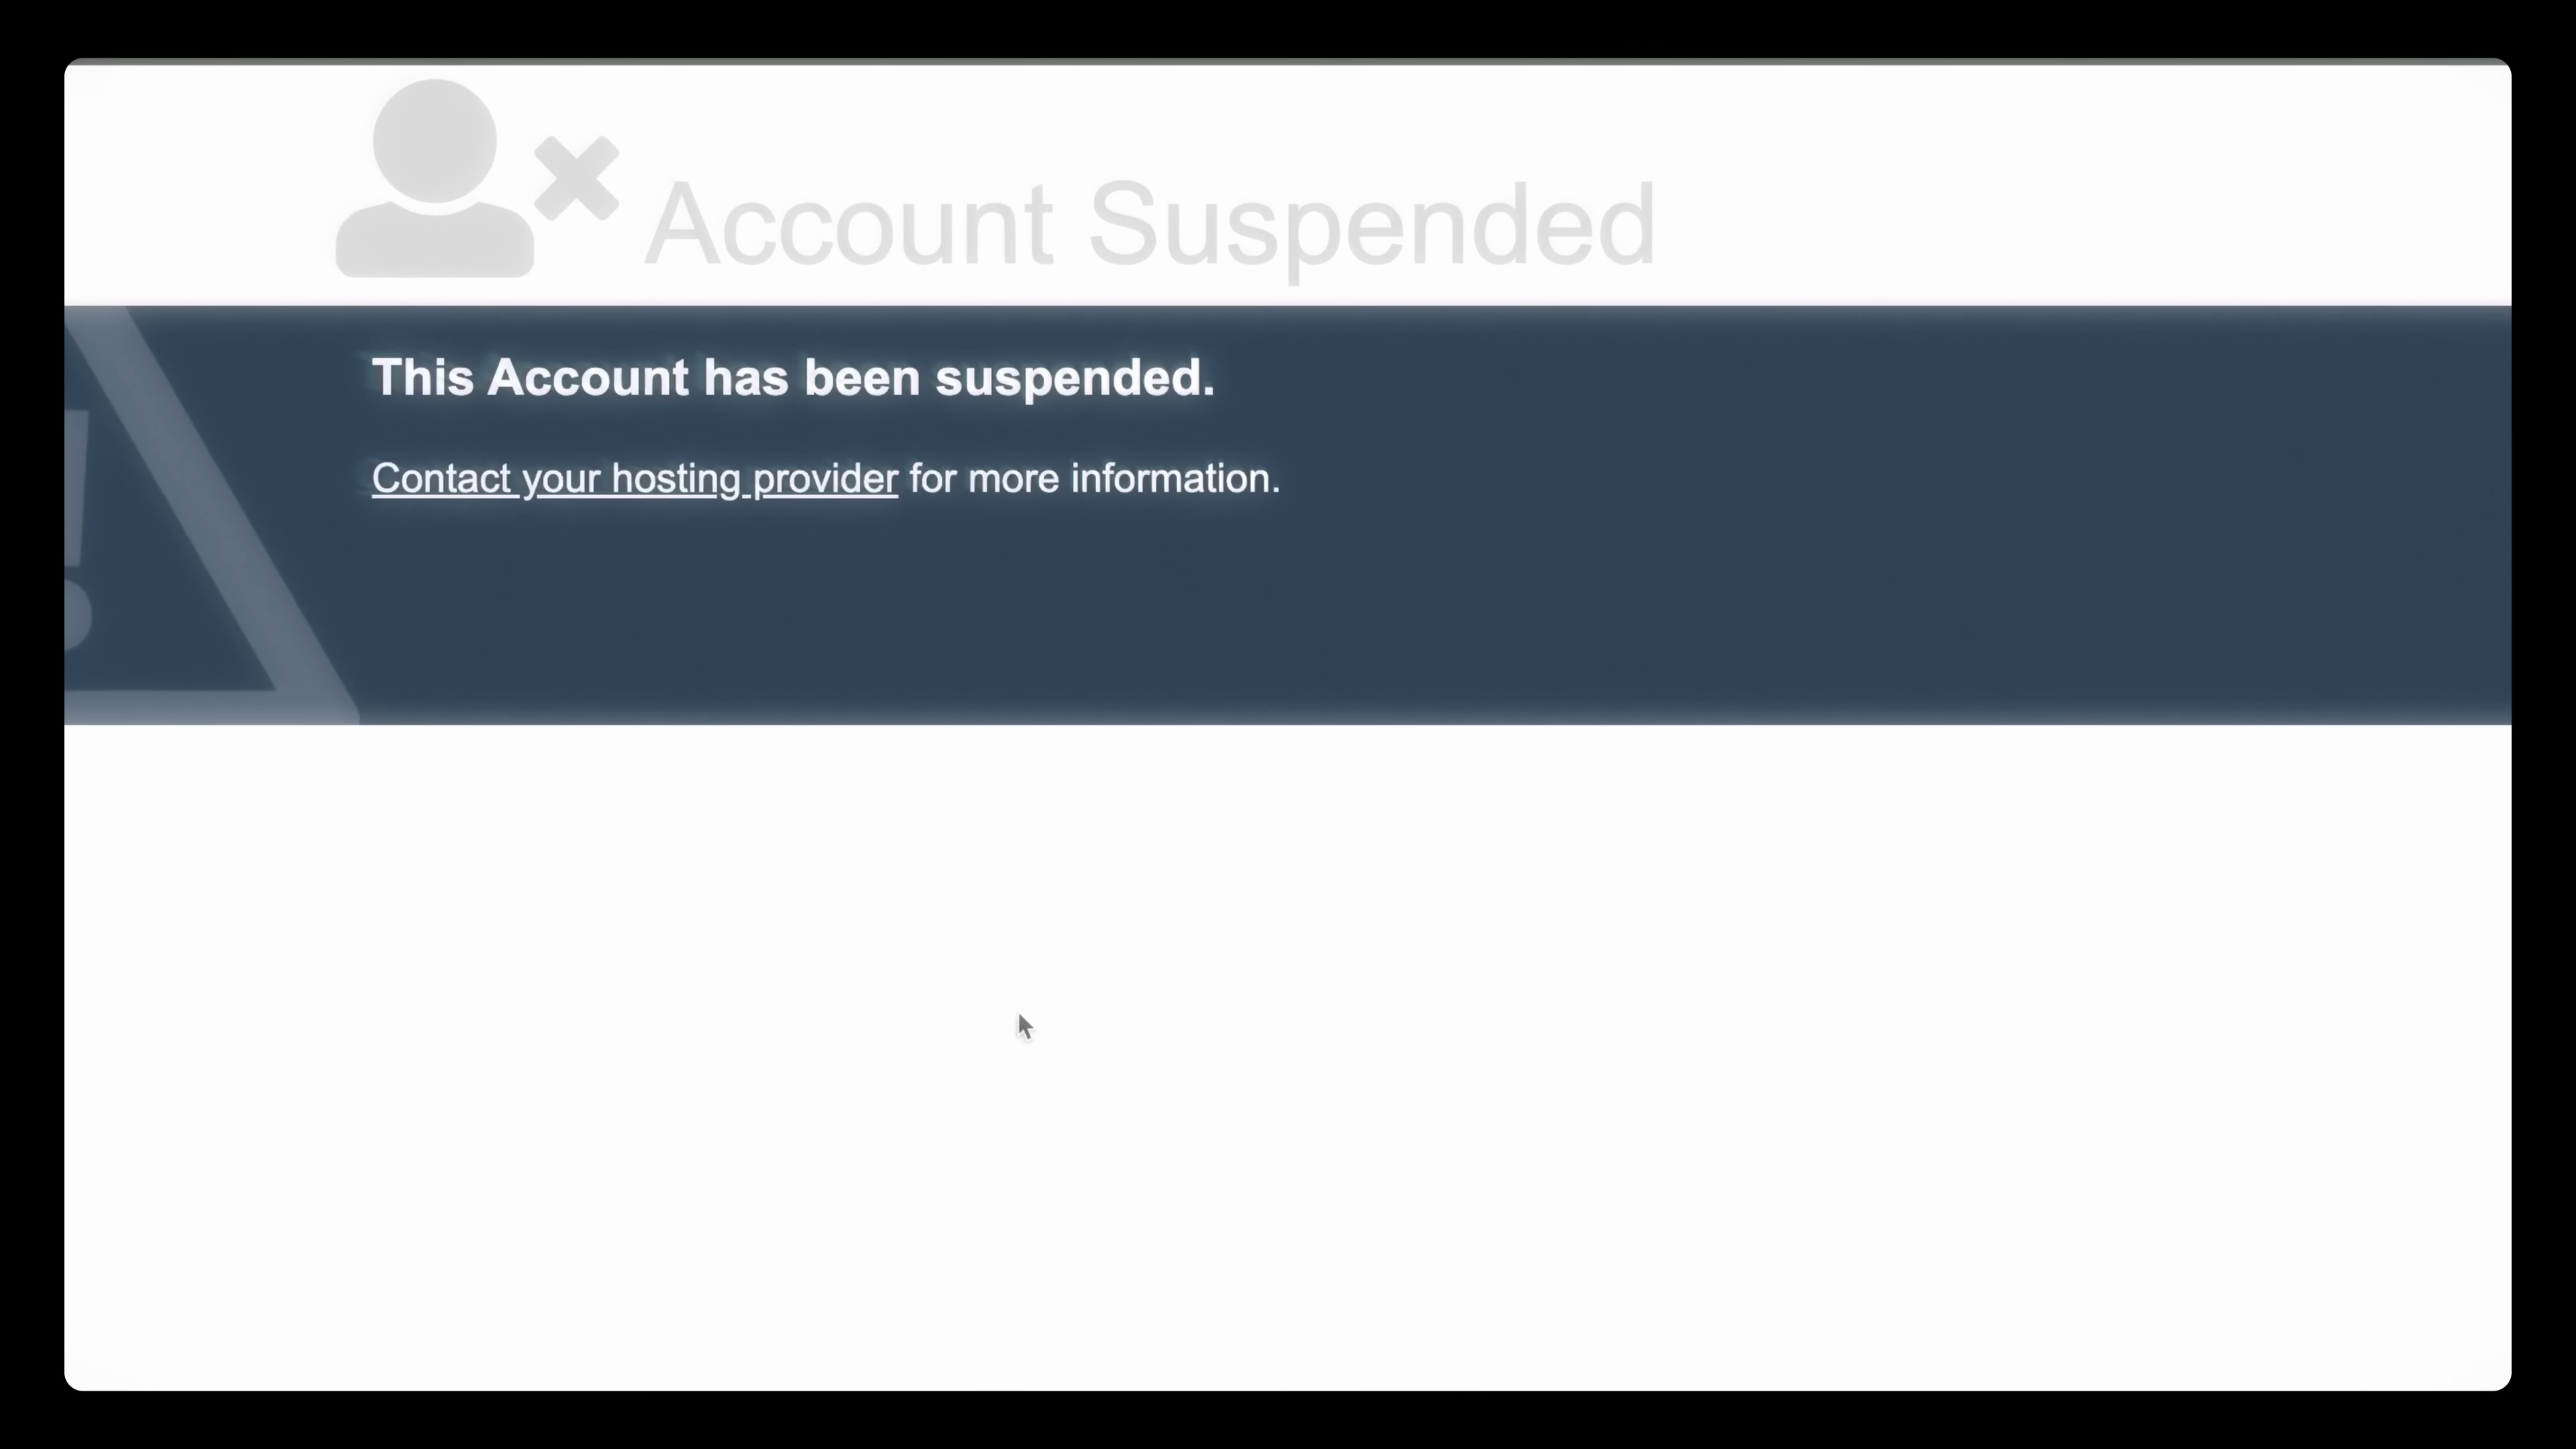 Account Suspended
This Account has been suspended.
Contact your hosting provider for more information.